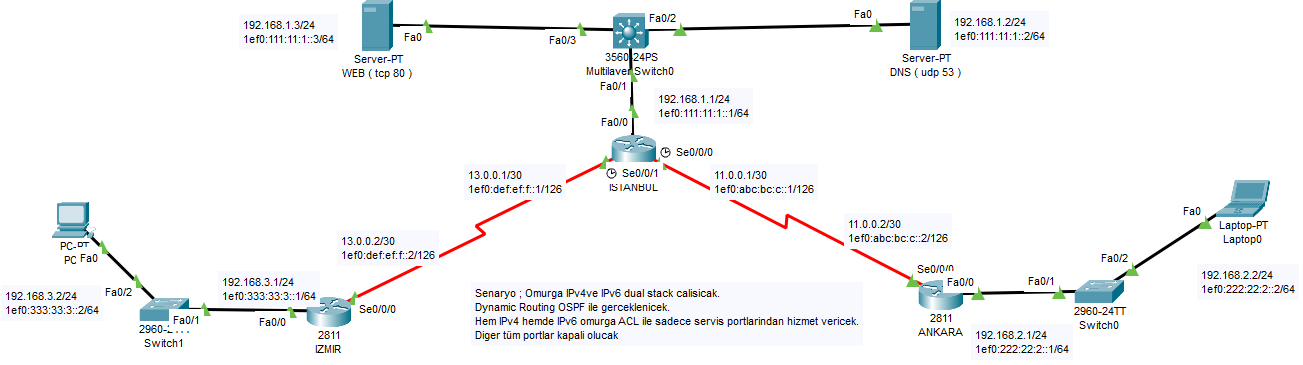 192.168.1.3/24
1ef0:111:11:1::3/64
Fa0
Server-PT
WEB ( tcp 80 )
Fa0/3
Fa0/2
3560-24PS
Multilayer Switch0
Fa0/1
Fa0
192.168.1.2/24
1ef0:111:11:1::2/64
Server-PT
DNS ( udp 53 )
192.168.1.1/24
1ef0:111:11:1::1/64
Fa0/0
Se0/0/0
Se0/0/1
ISTANBUL
13.0.0.1/30
1ef0:def:ef:f::1/126
11.0.0.1/30
1ef0:abc:bc:c::1/126
11.0.0.2/30
1ef0:abc:bc:c::2/126
13.0.0.2/30
1ef0:def:ef:f::2/126
PC-PT
PC
Fa0
Fa0/2
192.168.3.2/24
1ef0:333:33:3::2/64
Fa0/1
Switch1
192.168.3.1/24
1ef0:333:33:3::1/64
Fa0/0
Se0/0/0
2811
IZMIR
Senaryo ; Omurga IPv4ve IPv6 dual stack calisicak.
Dynamic Routing OSPF ile gerceklenicek.
Hem IPv4 hemde IPv6 omurga ACL ile sadece servis portlarindan hizmet vericek.
Diger tüm portlar kapali olucak
Se0/0/0
Fa0/0
2811
ANKARA
Fa0/1
Fa0/2
2960-24TT
Switch0
192.168.2.1/24
1ef0:222:22:2::1/64
Fa0
Laptop-PT
Laptop0
192.168.2.2/24
1ef0:222:22:2::2/64